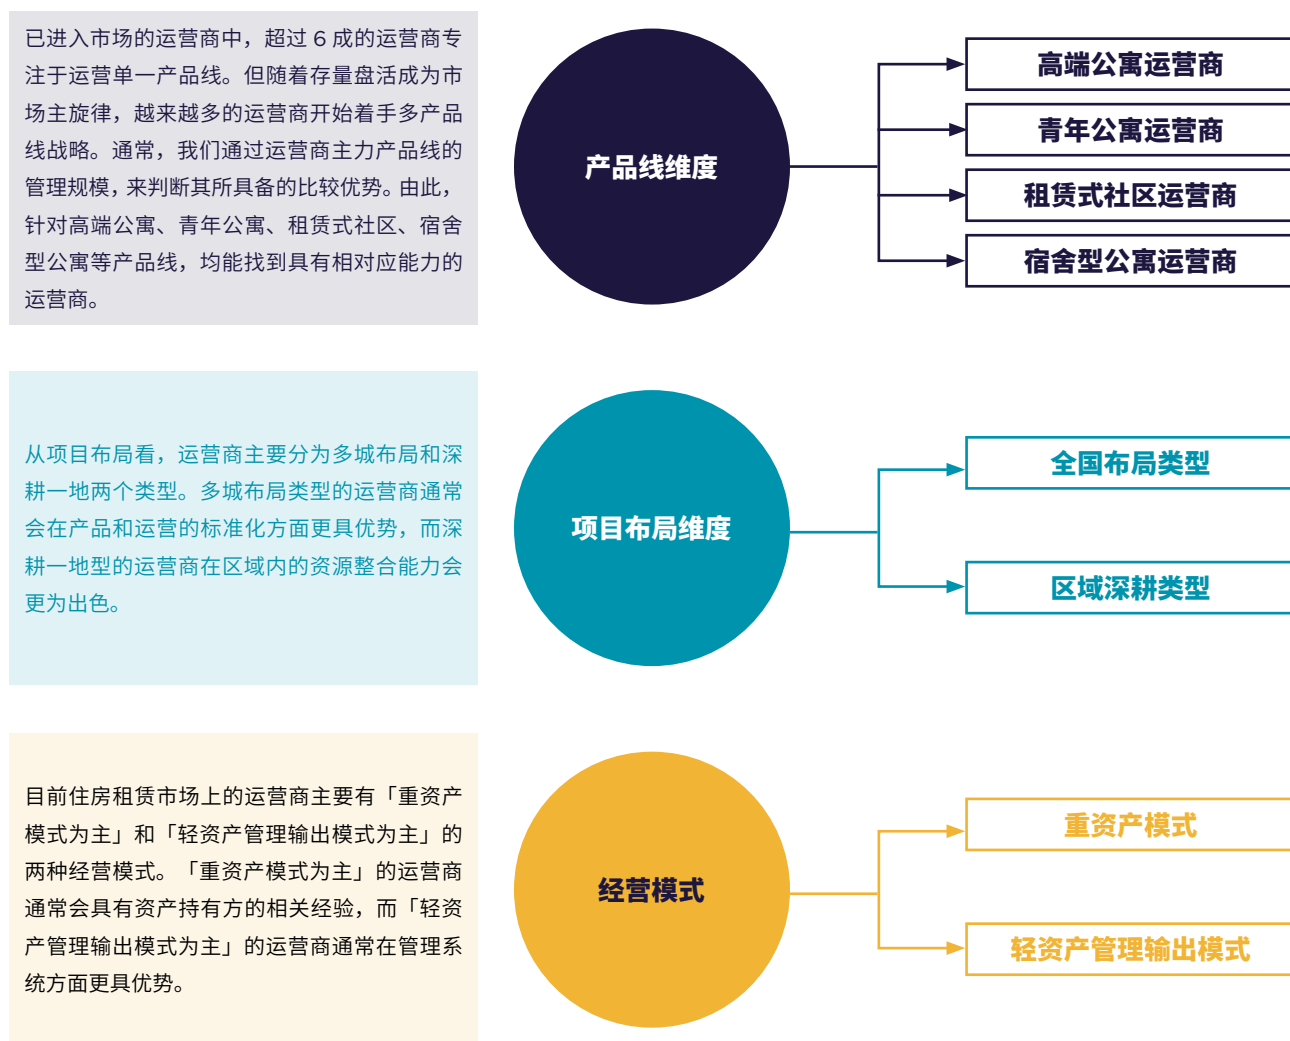 已进入市场的运营商中，超过 6 成的运营商专
注于运营单一产品线。但随着存量盘活成为市
场主旋律，越来越多的运营商开始着手多产品
线战略。通常，我们通过运营商主力产品线的
管理规模，来判断其所具备的比较优势。由此，
针对高端公寓、青年公寓、租赁式社区、宿舍
型公寓等产品线，均能找到具有相对应能力的
运营商。
产品线维度
高端公寓运营商
青年公寓运营商
租赁式社区运营商
宿舍型公寓运营商
从项目布局看，运营商主要分为多城布局和深
耕一地两个类型。多城布局类型的运营商通常
会在产品和运营的标准化方面更具优势，而深
耕一地型的运营商在区域内的资源整合能力会
更为出色。
项目布局维度
全国布局类型
区域深耕类型
目前住房租赁市场上的运营商主要有「重资产
模式为主」和「轻资产管理输出模式为主」的
两种经营模式。「重资产模式为主」的运营商
通常会具有资产持有方的相关经验，而「轻资
产管理输出模式为主」的运营商通常在管理系
统方面更具优势。
经营模式
重资产模式
轻资产管理输出模式